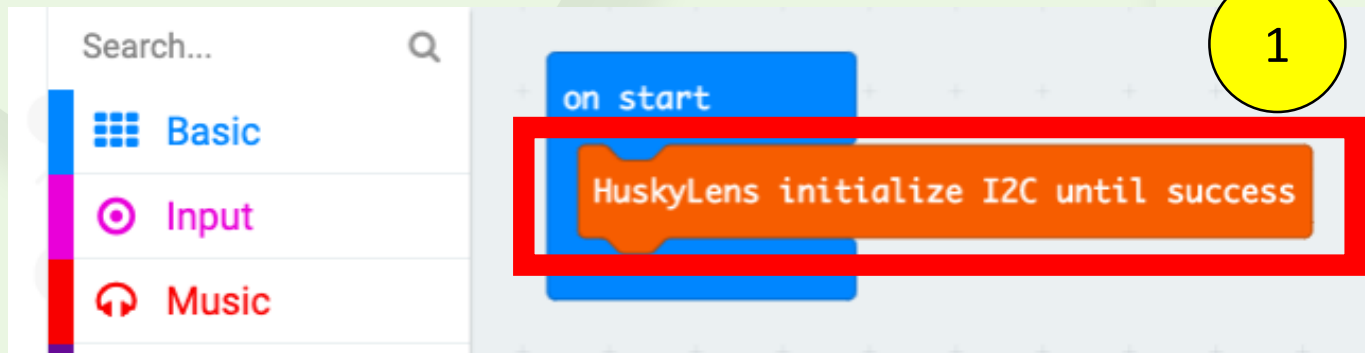 Search...
1
on start
Basic
HuskyLens initialize I2C until success
Input
Music